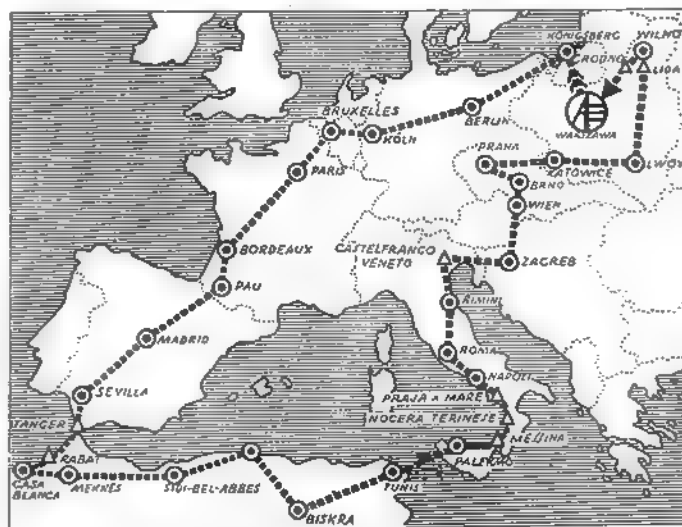 KÖNIGSBERG
WILNO
GRODNO
LIDA
WARSZAWA
BRUXELLES
KÖLN
BERLIN
PRAHA
KATOWICE
LWÓW
PARIS
BRNO
WIEN
BORDEAUX
CASTELFRANCO
VENETO
ZAGREB
PAU
RIMINI
MADRID
ROMA
NAPOLI
SEVILLA
PRAJA A MARE
NOCERA TERINESE
TANGER
MESSINA
RABAT
PALERMO
CASA
BLANCA
MEKNÈS
SIDI-BEL-ABBES
TUNIS
BISKRA